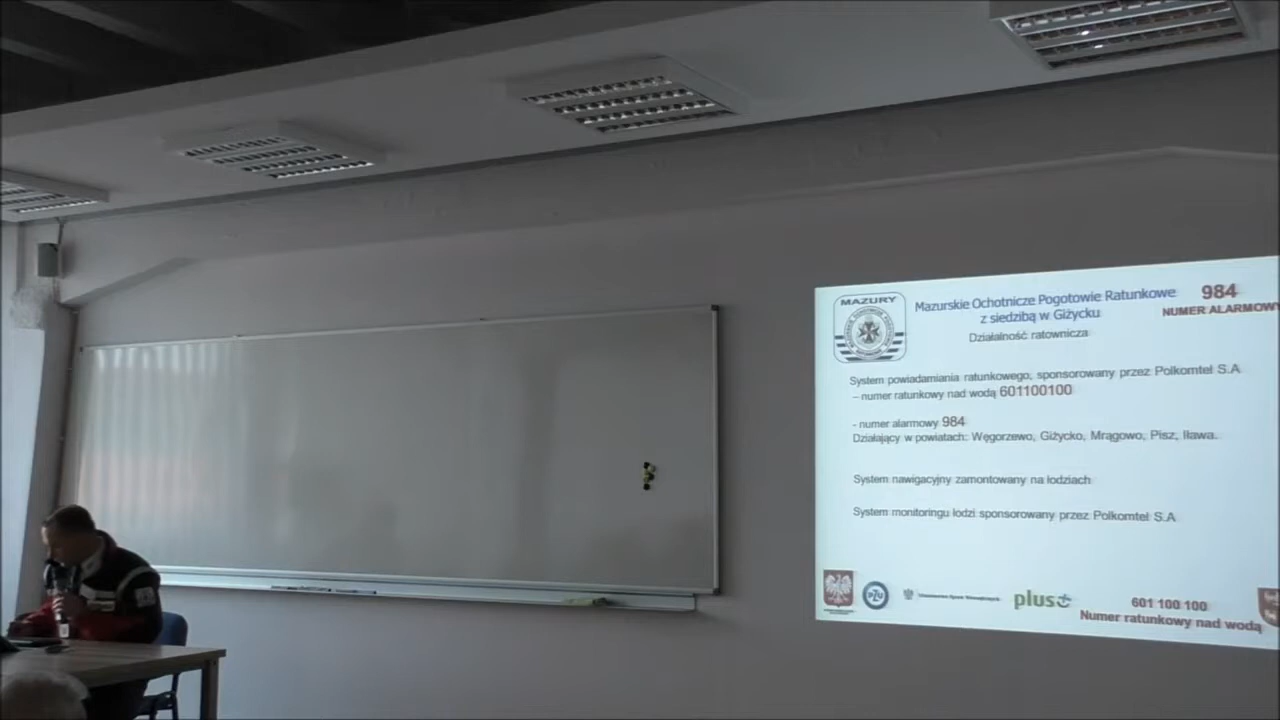 MAZURY
Mazurskie Ochotnicze Pogotowie Ratunkowe
z siedzibą w Giżycku
Działalność ratownicza
984
NUMER ALARMOWY
System powiadamiania ratunkowego, sponsorowany przez Polkomtel S.A
– numer ratunkowy nad wodą 601100100
- numer alarmowy 984
Działający w powiatach: Węgorzewo, Giżycko, Mrągowo, Pisz, Iława.
System nawigacyjny zamontowany na łodziach
System monitoringu łodzi sponsorowany przez Polkomtel S.A
PZU
plus
601 100 100
Numer ratunkowy nad wodą